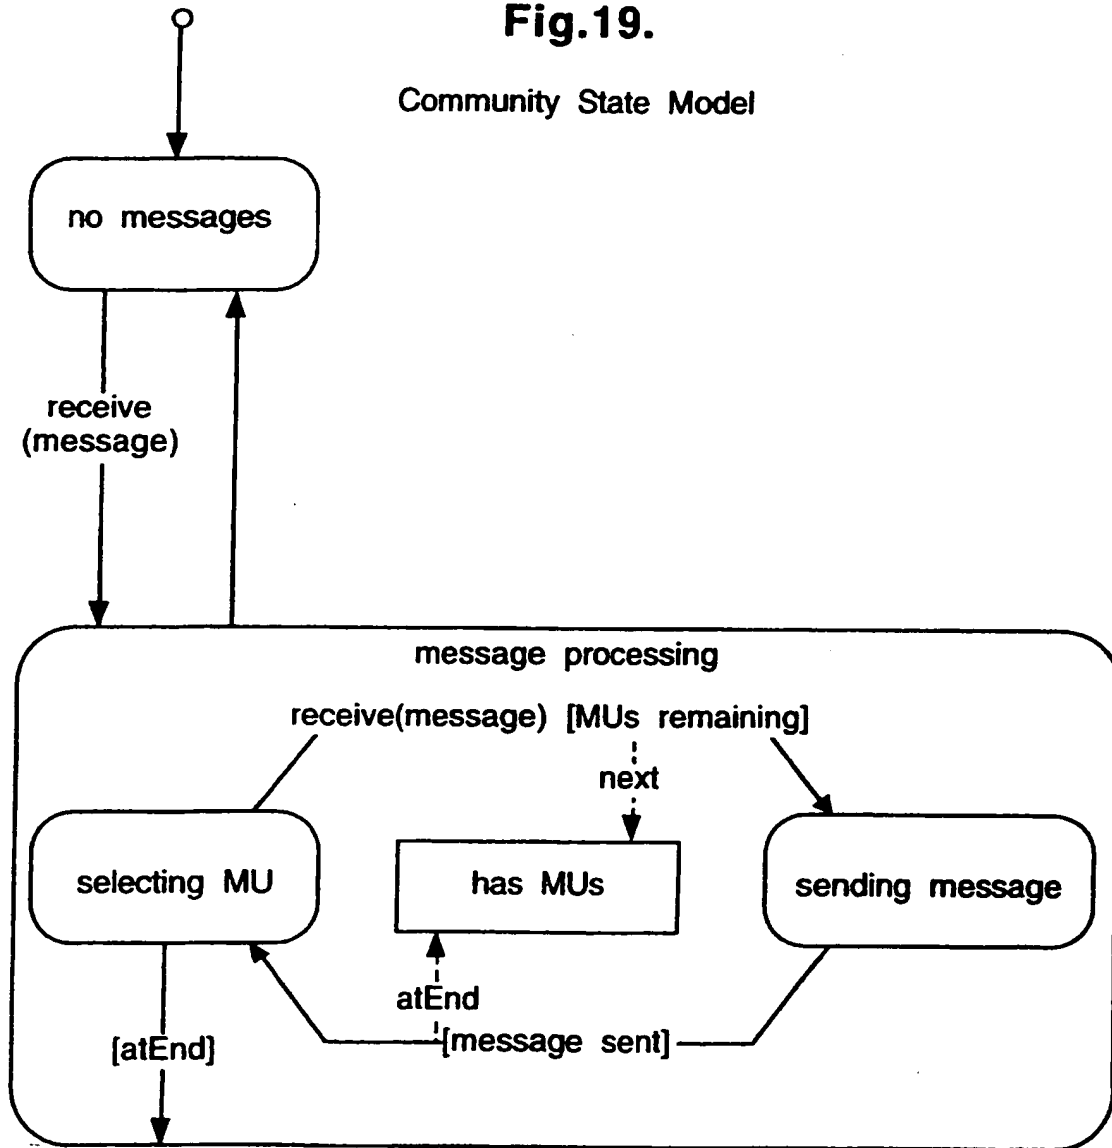 Fig.19.
Community State Model
no messages
receive
(message)
message processing
receive(message) [MUs remaining]
next
selecting MU
has MUs
sending message
atEnd
[message sent]
[atEnd]